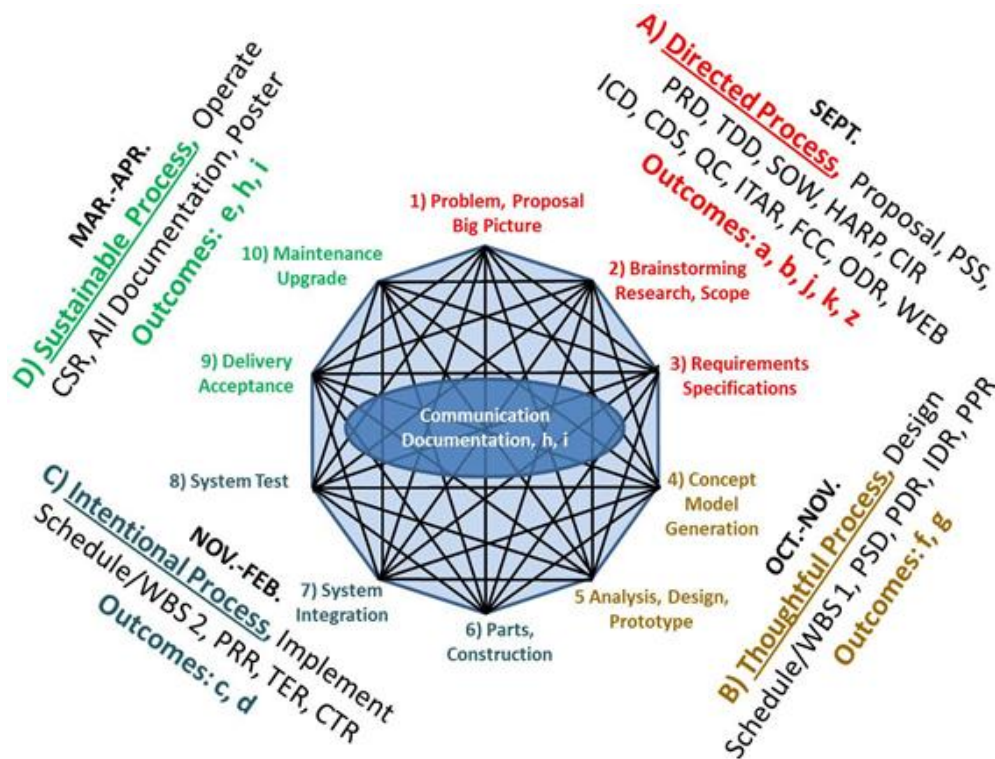 A) Directed Process, Proposal, PSS,
SEPT.
PRD, TDD, SOW, HARP, CIR
ICD, CDS, QC, ITAR, FCC, ODR, WEB
Outcomes: a, b, j, k, z
1) Problem, Proposal
Big Picture
2) Brainstorming
Research, Scope
3) Requirements
Specifications
4) Concept
Model
Generation
5 Analysis, Design,
Prototype
6) Parts,
Construction
7) System
Integration
8) System Test
9) Delivery
Acceptance
10) Maintenance
Upgrade
Communication
Documentation, h, i
OCT-NOV.
B) Thoughtful Process, Design
Schedule/WBS 1, PSD, PDR, IDR, PPR
Outcomes: f, g
C) Intentional Process, Implement
NOV.-FEB.
Schedule/WBS 2, PRR, TER, CTR
Outcomes: c, d
MAR.-APR.
D) Sustainable Process, Operate
CSR, All Documentation, Poster
Outcomes: e, h, i